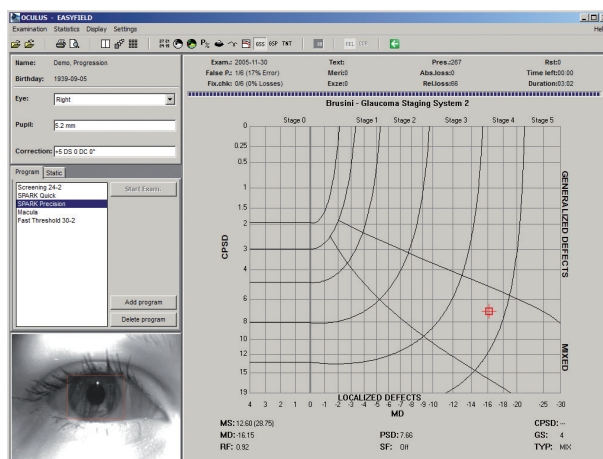 OCULUS - EASYFIELD
Examination Statistics Display Settings Hel
GSS GSP TNT
Name: Demo, Progression
Birthday: 1939-09-05
Eye: Right
Pupil: 5.2 mm
Correction: +5 DS 0 DC 0°
Program Static
Screening 24-2
SPARK Quick
SPARK Precision
Macula
Fast Threshold 30-2
Start Exam.
Add program
Delete program
Exam.: 2005-11-30 Text: Pres.:267 Rst:0
False P.: 1/6 (17% Error) Meri:0 Abs.loss:0 Time left:00:00
Fix.chk: 0/6 (0% Losses) Exze:0 Rel.Loss:66 Duration:03:02
Brusini - Glaucoma Staging System 2
Stage 0 Stage 1 Stage 2 Stage 3 Stage 4 Stage 5
0
0.25
0.5
1
1.5
2
3
4
6
8
10
12
15
19
CPSD
GENERALIZED DEFECTS
MIXED
LOCALIZED DEFECTS
4 3 2 1 0 -1 -2 -3 -4 -5 -6 -7 -8 -9 -10 -12 -14 -16 -18 -20 -25 -30
MD
MS: 12.60 (28.75) CPSD: --
MD:-16.15 PSD: 7.66 GS: 4
RF: 0.92 SF: Off TYP: MIX